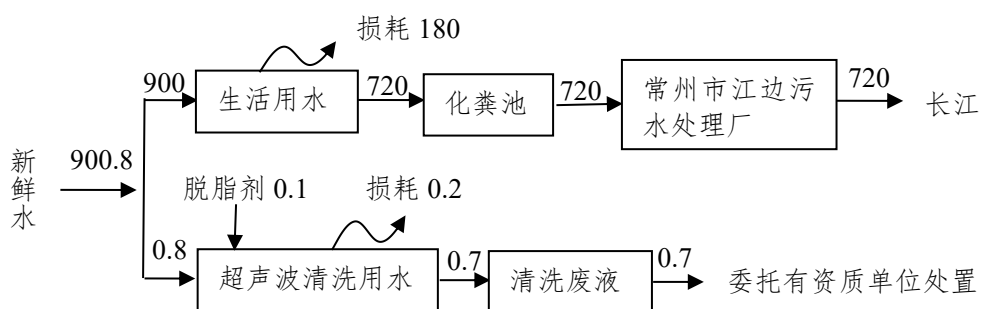 损耗 180
900
生活用水
720
化粪池
720
常州市江边污
水处理厂
720
长江
新
鲜
水
900.8
脱脂剂 0.1
损耗 0.2
0.8
超声波清洗用水
0.7
清洗废液
0.7
委托有资质单位处置